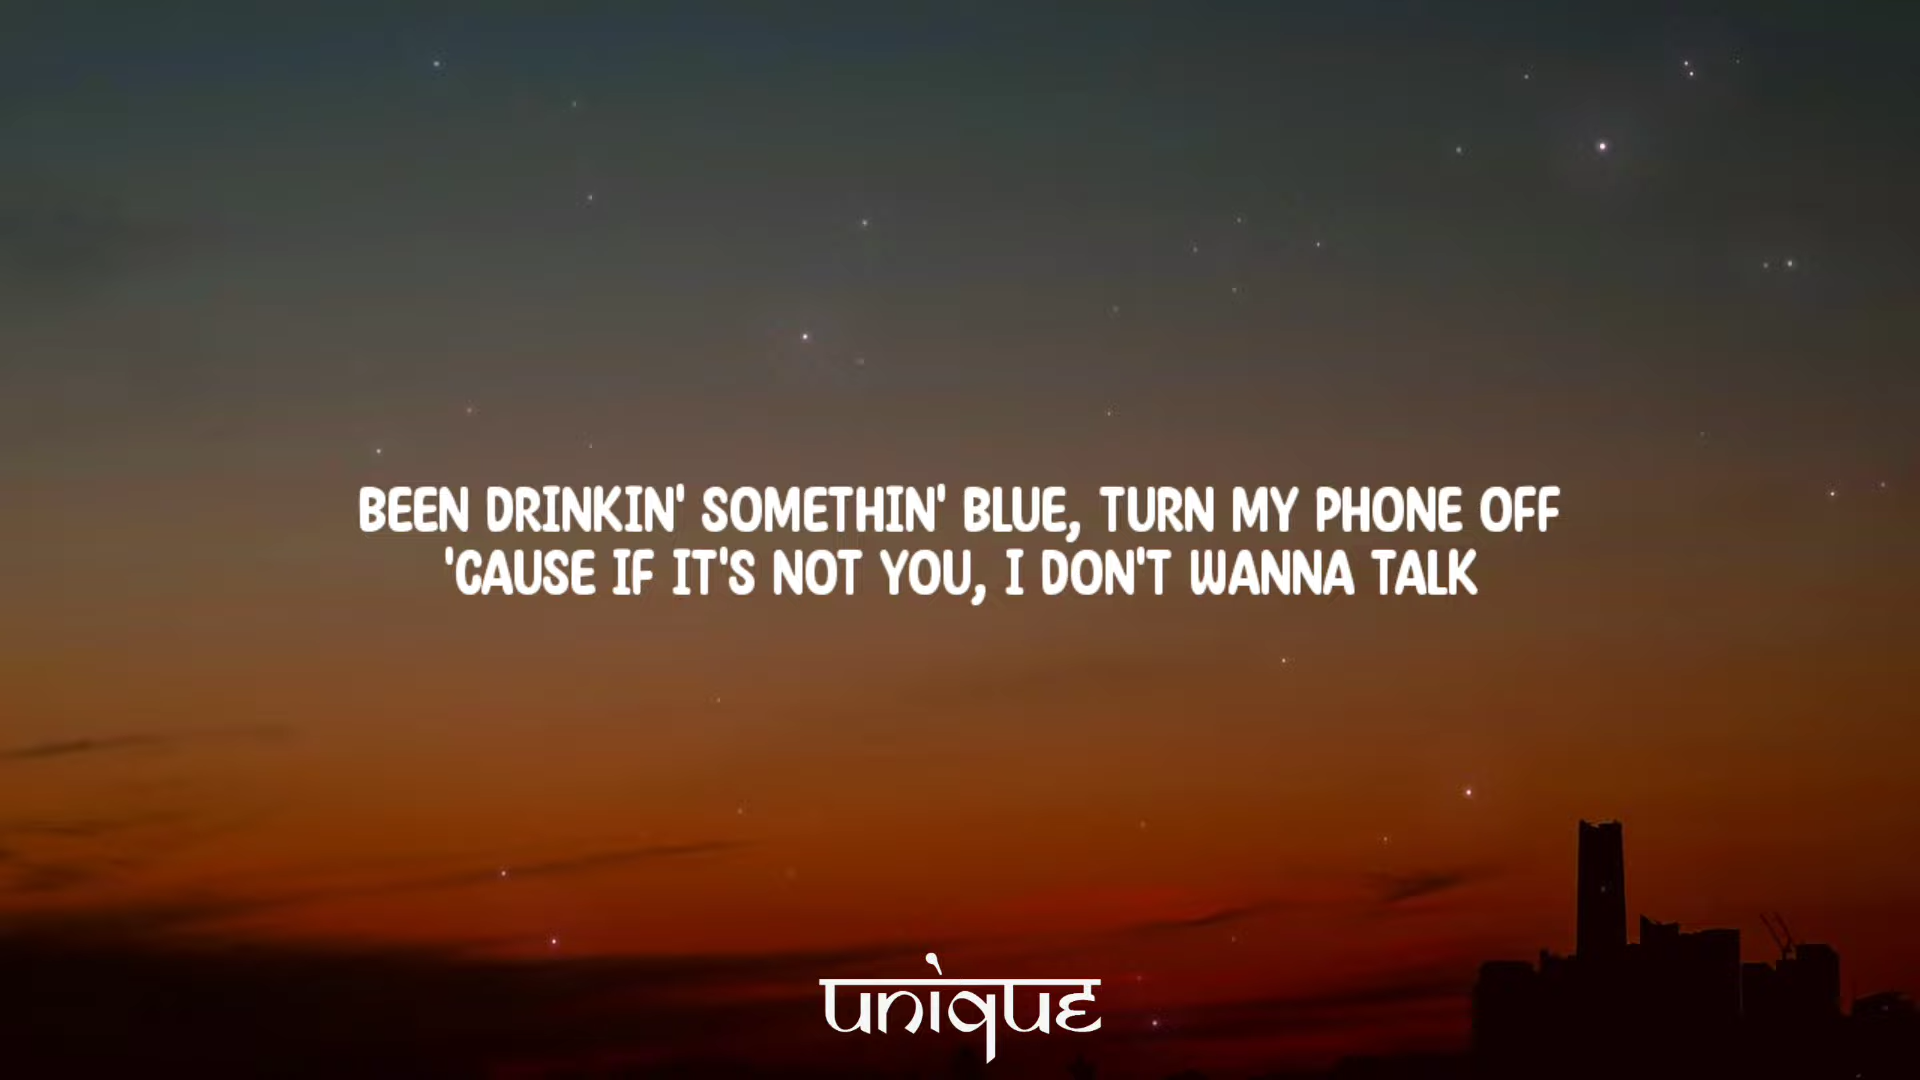 BEEN DRINKIN' SOMETHIN' BLUE, TURN MY PHONE OFF
'CAUSE IF IT'S NOT YOU, I DON'T WANNA TALK
unique